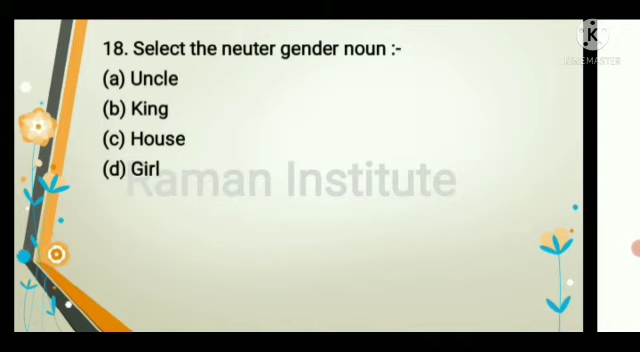 18. Select the neuter gender noun :-
(a) Uncle
(b) King
(c) House
(d) Girl
Raman Institute
K
KINEMASTER